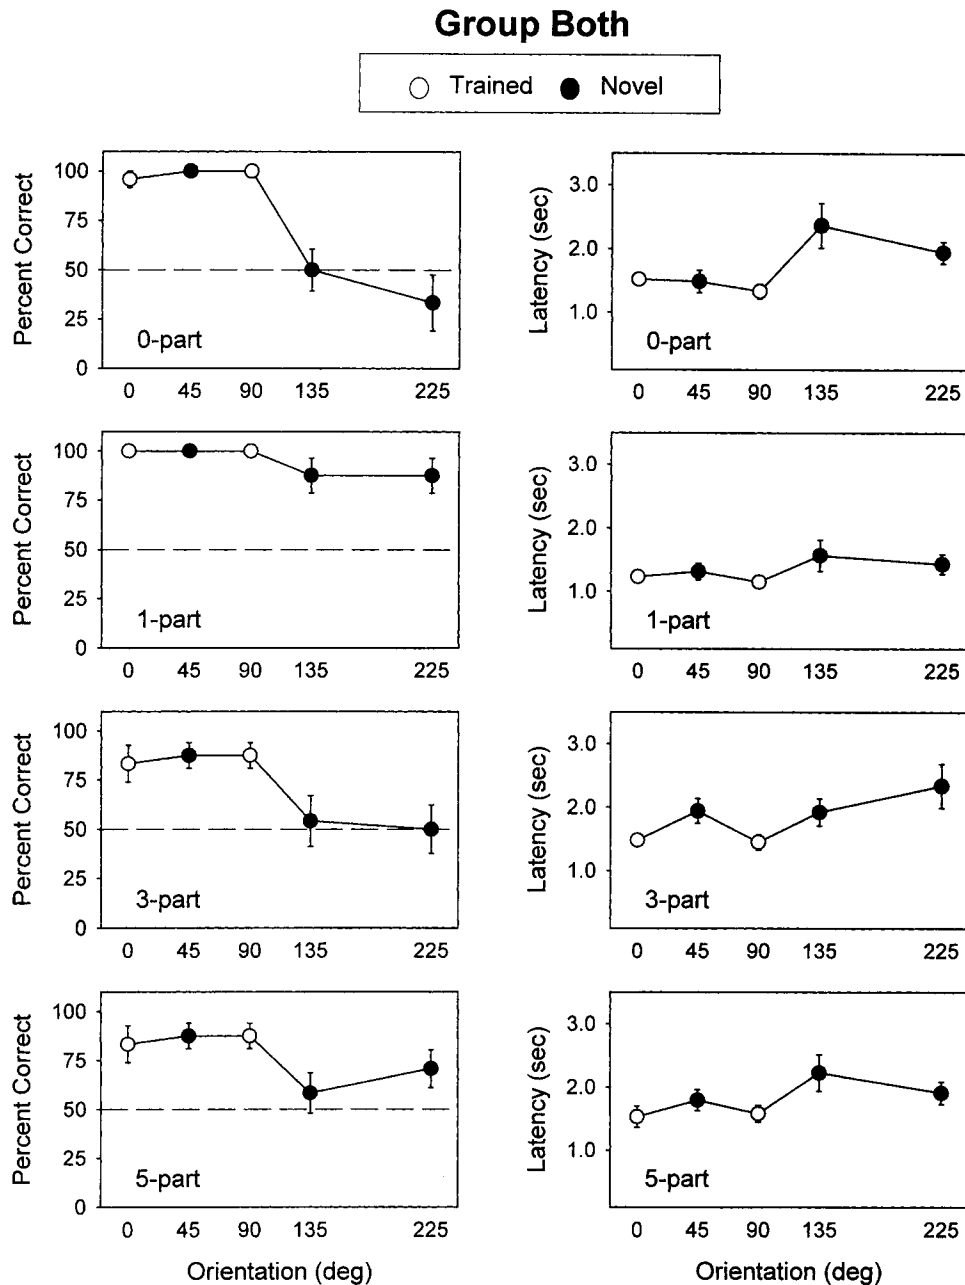 Group Both
Trained Novel
Percent Correct
100
75
50
25
0
0-part
0 45 90 135 225
Latency (sec)
3.0
2.0
1.0
0-part
0 45 90 135 225
Percent Correct
100
75
50
25
0
1-part
0 45 90 135 225
Latency (sec)
3.0
2.0
1.0
1-part
0 45 90 135 225
Percent Correct
100
75
50
25
0
3-part
0 45 90 135 225
Latency (sec)
3.0
2.0
1.0
3-part
0 45 90 135 225
Percent Correct
100
75
50
25
0
5-part
0 45 90 135 225
Orientation (deg)
Latency (sec)
3.0
2.0
1.0
5-part
0 45 90 135 225
Orientation (deg)